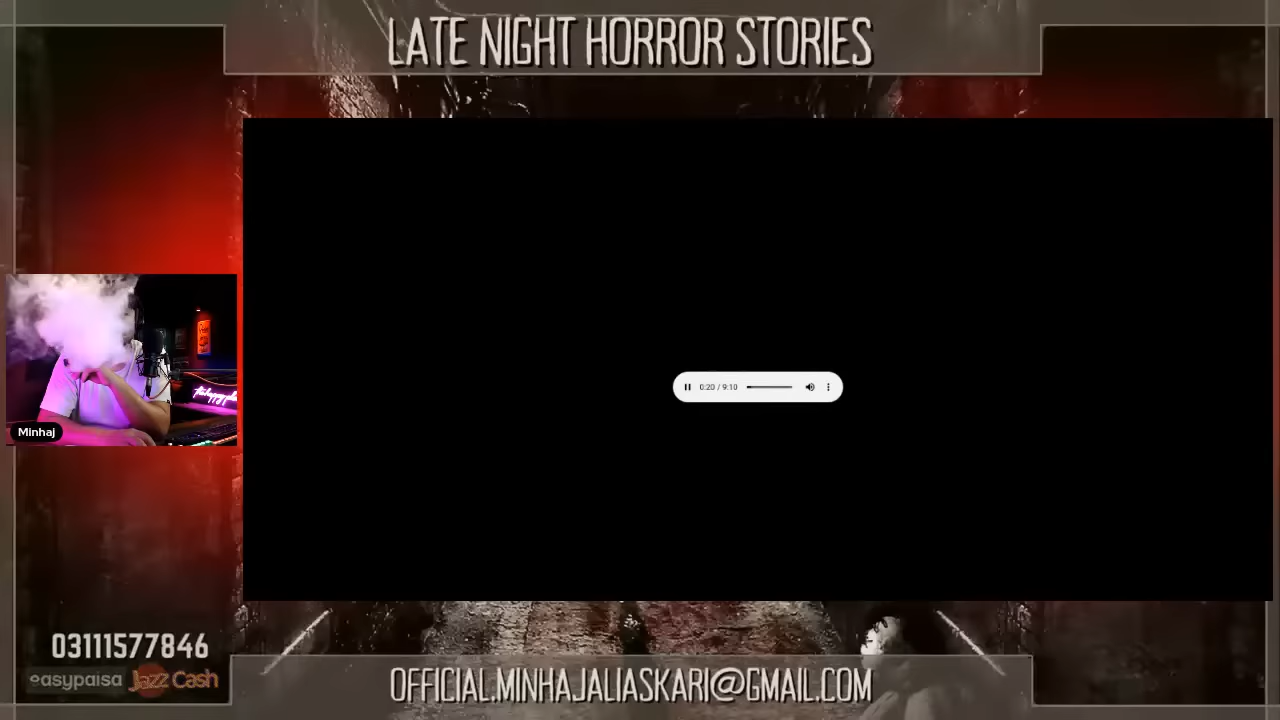 LATE NIGHT HORROR STORIES
0:20 / 9:10
Minhaj
03111577846
easypaisa JazzCash
OFFICIAL.MINHAJALIASKARI@GMAIL.COM